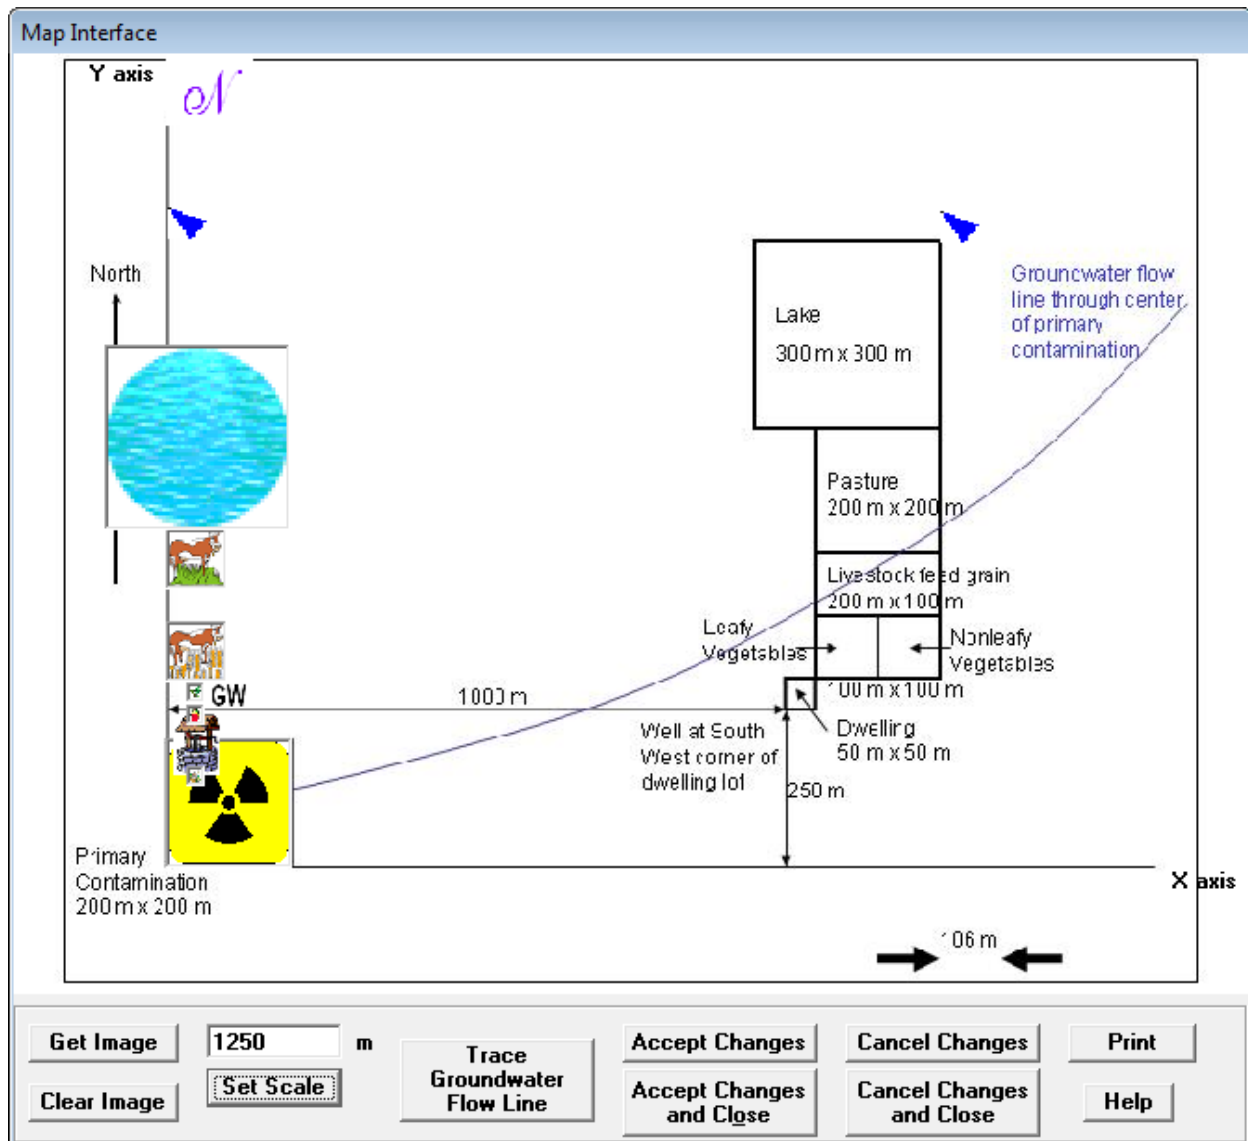 Map Interface
Y axis
N
North
Groundwater flow
line through center
of primary
contamination
Lake
300 m x 300 m
Pasture
200 m x 200 m
Livestock feed grain
200 m x 100 m
Leafy
Vegetables
Nonleafy
Vegetables
100 m x 100 m
GW
1000 m
Well at South
West corner of
dwelling lot
Dwelling
50 m x 50 m
250 m
Primary
Contamination
200 m x 200 m
X axis
106 m
Get Image
1250 m
Set Scale
Clear Image
Trace
Groundwater
Flow Line
Accept Changes
Accept Changes
and Close
Cancel Changes
Cancel Changes
and Close
Print
Help